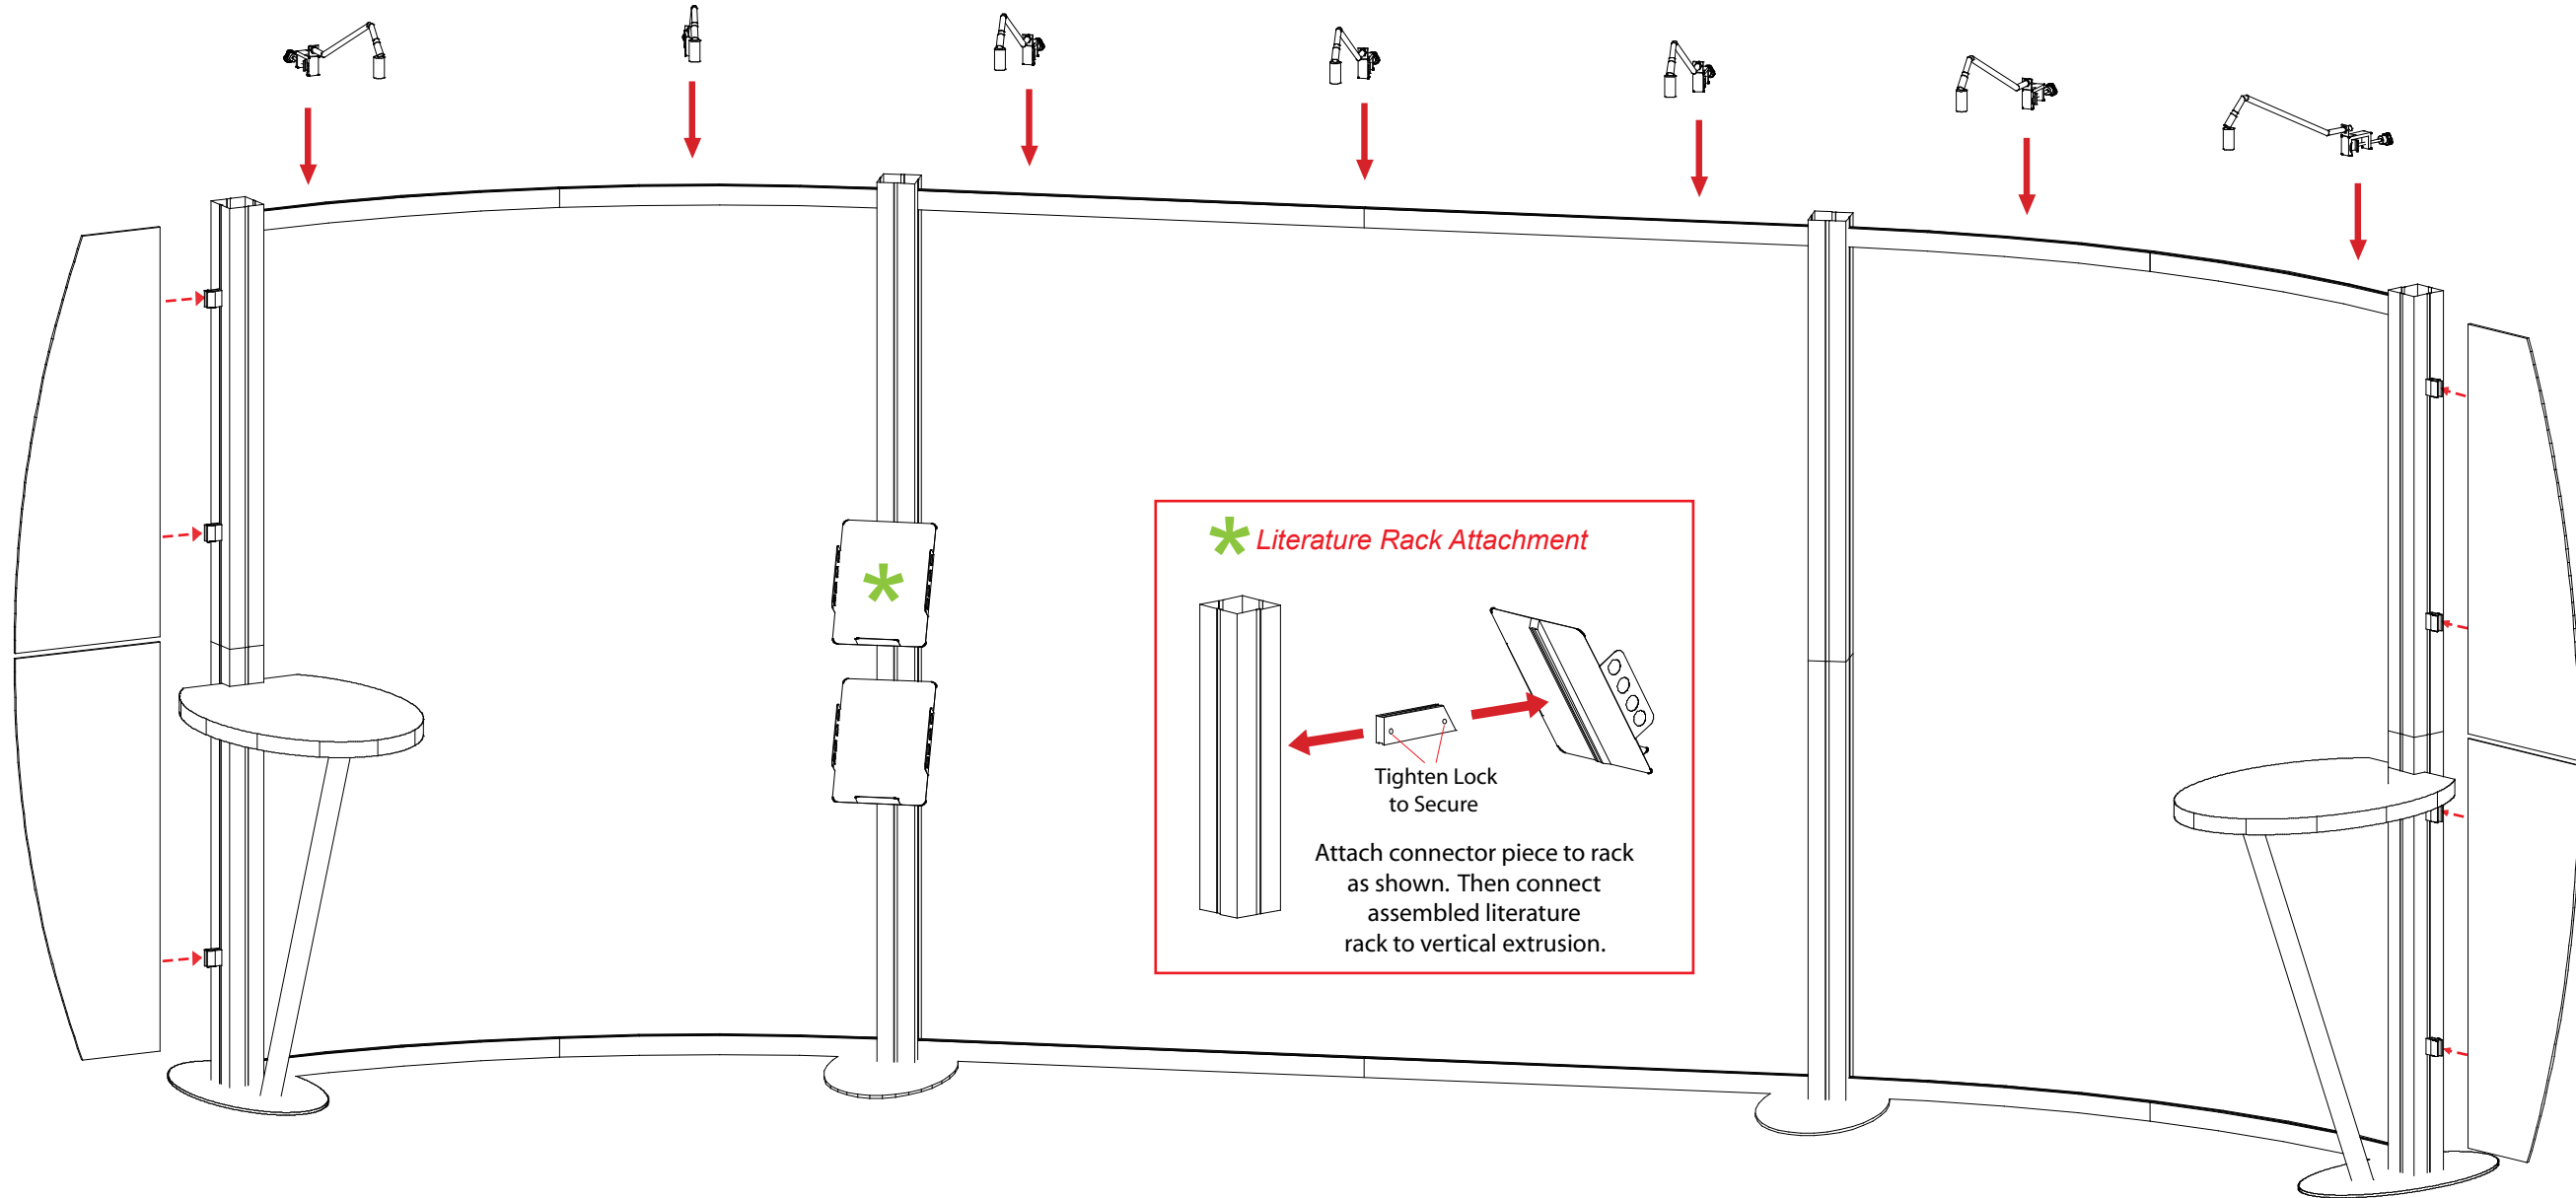 * Literature Rack Attachment
*
Tighten Lock
to Secure
Attach connector piece to rack
as shown. Then connect
assembled literature
rack to vertical extrusion.